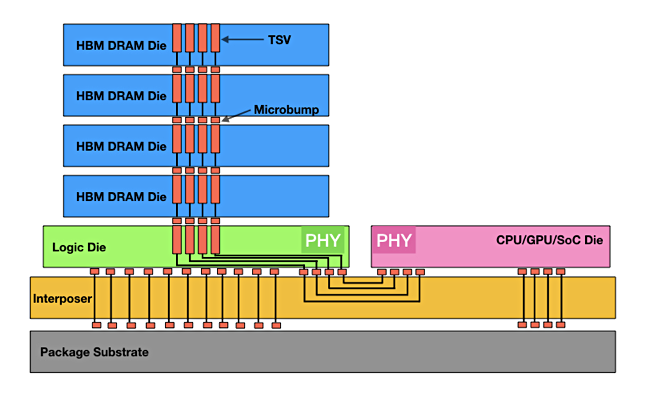 HBM DRAM Die
TSV
HBM DRAM Die
Microbump
HBM DRAM Die
HBM DRAM Die
Logic Die
PHY
PHY
CPU/GPU/SoC Die
Interposer
Package Substrate